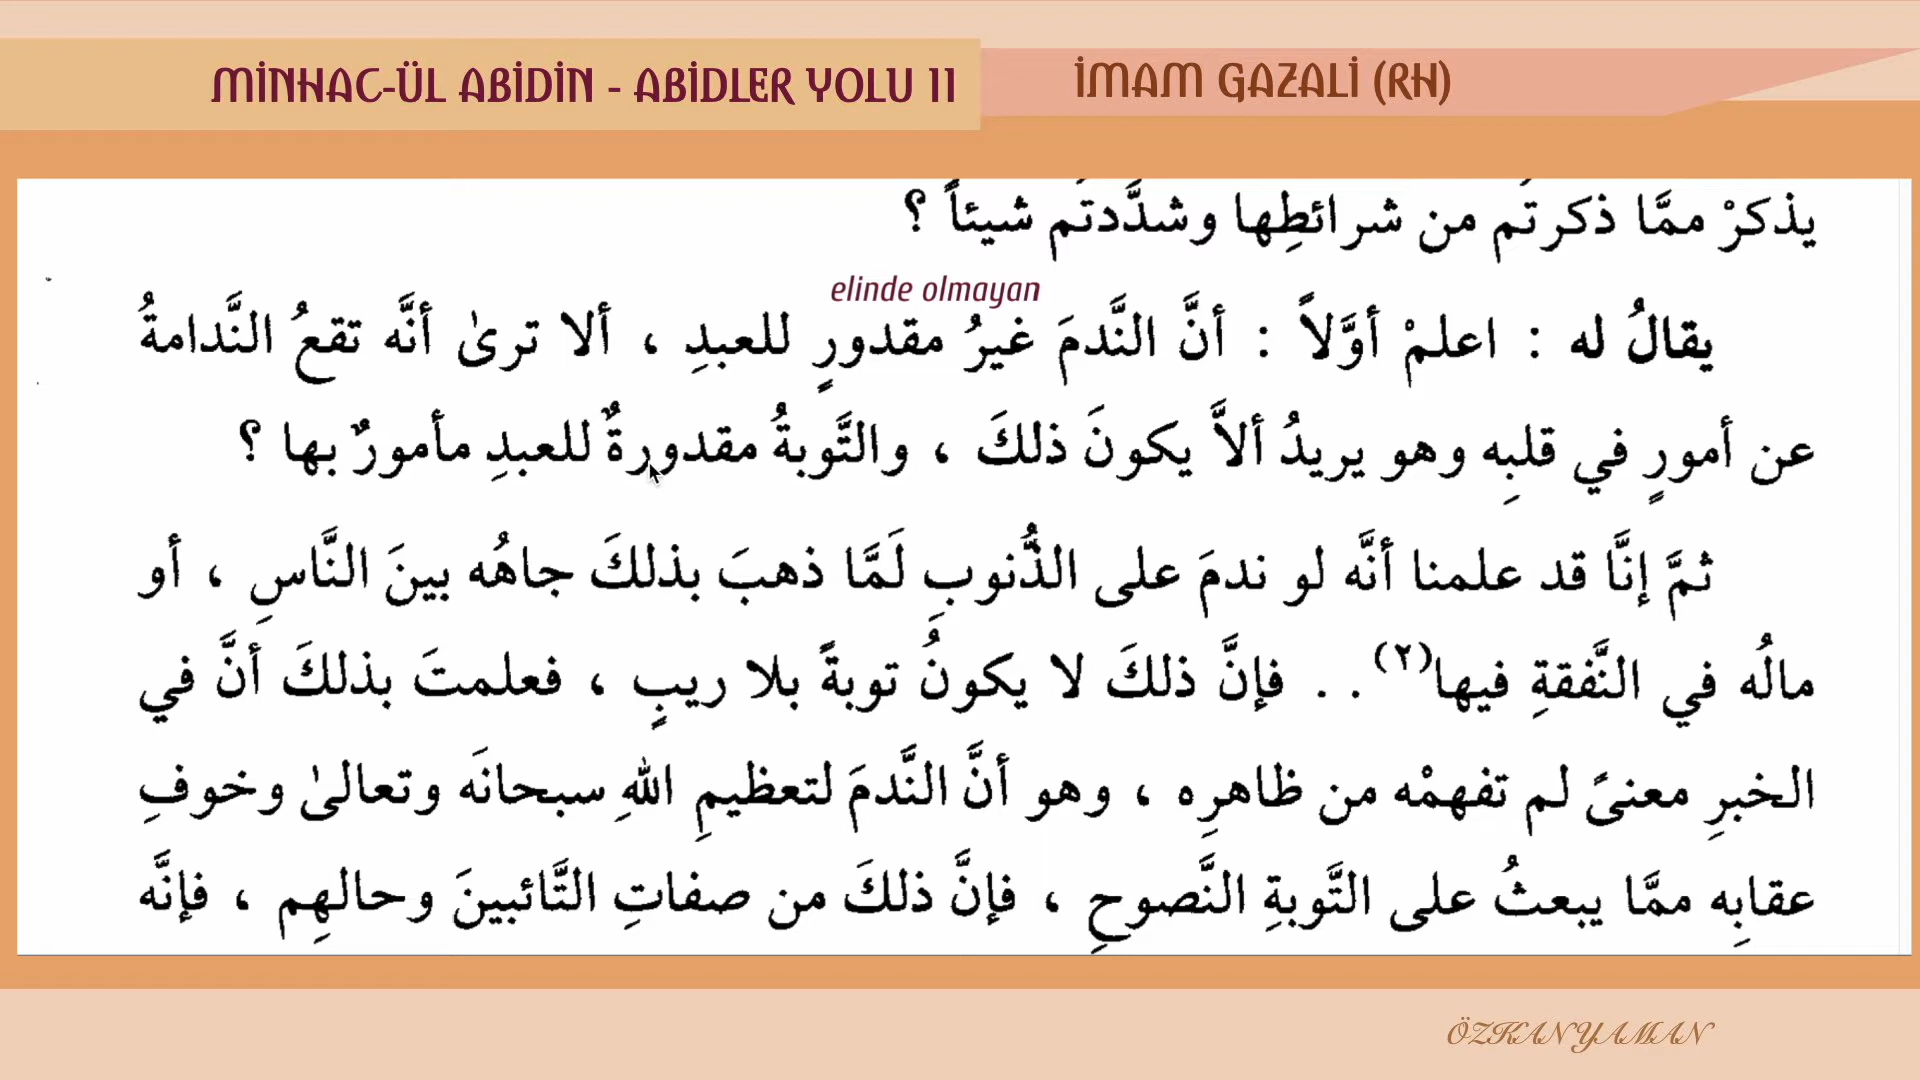 MİNHAC-ÜL ABİDİN - ABİDLER YOLU II
İMAM GAZALİ (RH)
يذكرْ ممَّا ذكرتُم من شرائطِها وشدَّدتُم شيئاً ؟
elinde olmayan
يقالُ له : اعلمْ أوَّلاً : أنَّ النَّدمَ غيرُ مقدورٍ للعبدِ ، ألا ترىٰ أنَّه تقعُ النَّدامةُ
عن أمورٍ في قلبِه وهو يريدُ ألاَّ يكونَ ذلكَ ، والتَّوبةُ مقدورةٌ للعبدِ مأمورٌ بها ؟
ثمَّ إنَّا قد علمنا أنَّه لو ندمَ على الذُّنوبِ لَمَّا ذهبَ بذلكَ جاهُه بينَ النَّاسِ ، أو
مالُه في النَّفقةِ فيها(٢) . . فإنَّ ذلكَ لا يكونُ توبةً بلا ريبٍ ، فعلمتَ بذلكَ أنَّ في
الخبرِ معنىً لم تفهمْه من ظاهرِه ، وهو أنَّ النَّدمَ لتعظيمِ اللهِ سبحانَه وتعالىٰ وخوفِ
عقابِه ممَّا يبعثُ على التَّوبةِ النَّصوحِ ، فإنَّ ذلكَ من صفاتِ التَّائبينَ وحالهِم ، فإنَّه
ÖZKAN YAMAN